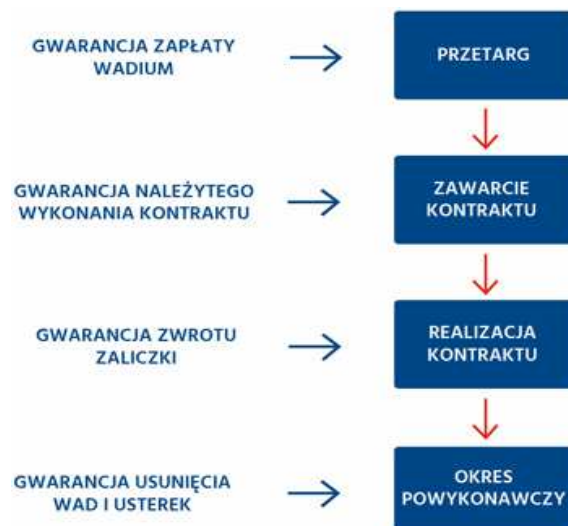 GWARANCJA ZAPŁATY
WADIUM
PRZETARG
GWARANCJA NALEŻYTEGO
WYKONANIA KONTRAKTU
ZAWARCIE
KONTRAKTU
GWARANCJA ZWROTU
ZALICZKI
REALIZACJA
KONTRAKTU
GWARANCJA USUNIĘCIA
WAD I USTEREK
OKRES
POWYKONAWCZY